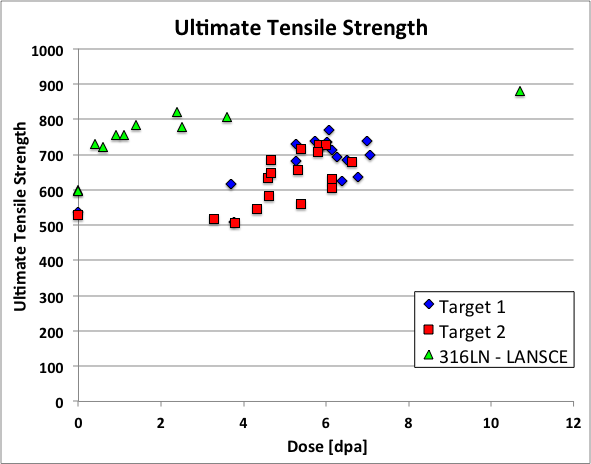 Ultimate Tensile Strength
1000
900
800
700
600
500
400
300
200
100
0
Ultimate Tensile Strength
Target 1
Target 2
316LN - LANSCE
0 2 4 6 8 10 12
Dose [dpa]